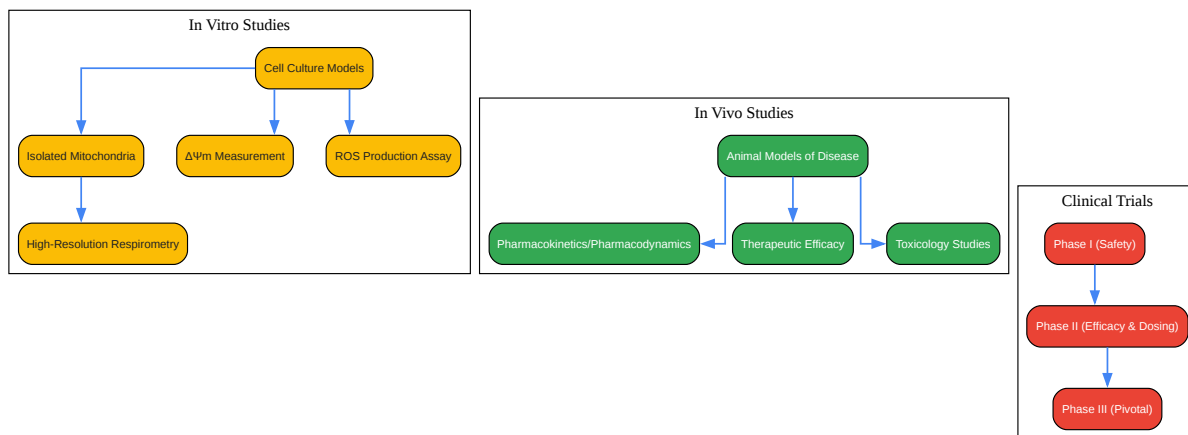 In Vitro Studies
Cell Culture Models
Isolated Mitochondria
ΔΨm Measurement
ROS Production Assay
High-Resolution Respirometry
In Vivo Studies
Animal Models of Disease
Pharmacokinetics/Pharmacodynamics
Therapeutic Efficacy
Toxicology Studies
Clinical Trials
Phase I (Safety)
Phase II (Efficacy & Dosing)
Phase III (Pivotal)